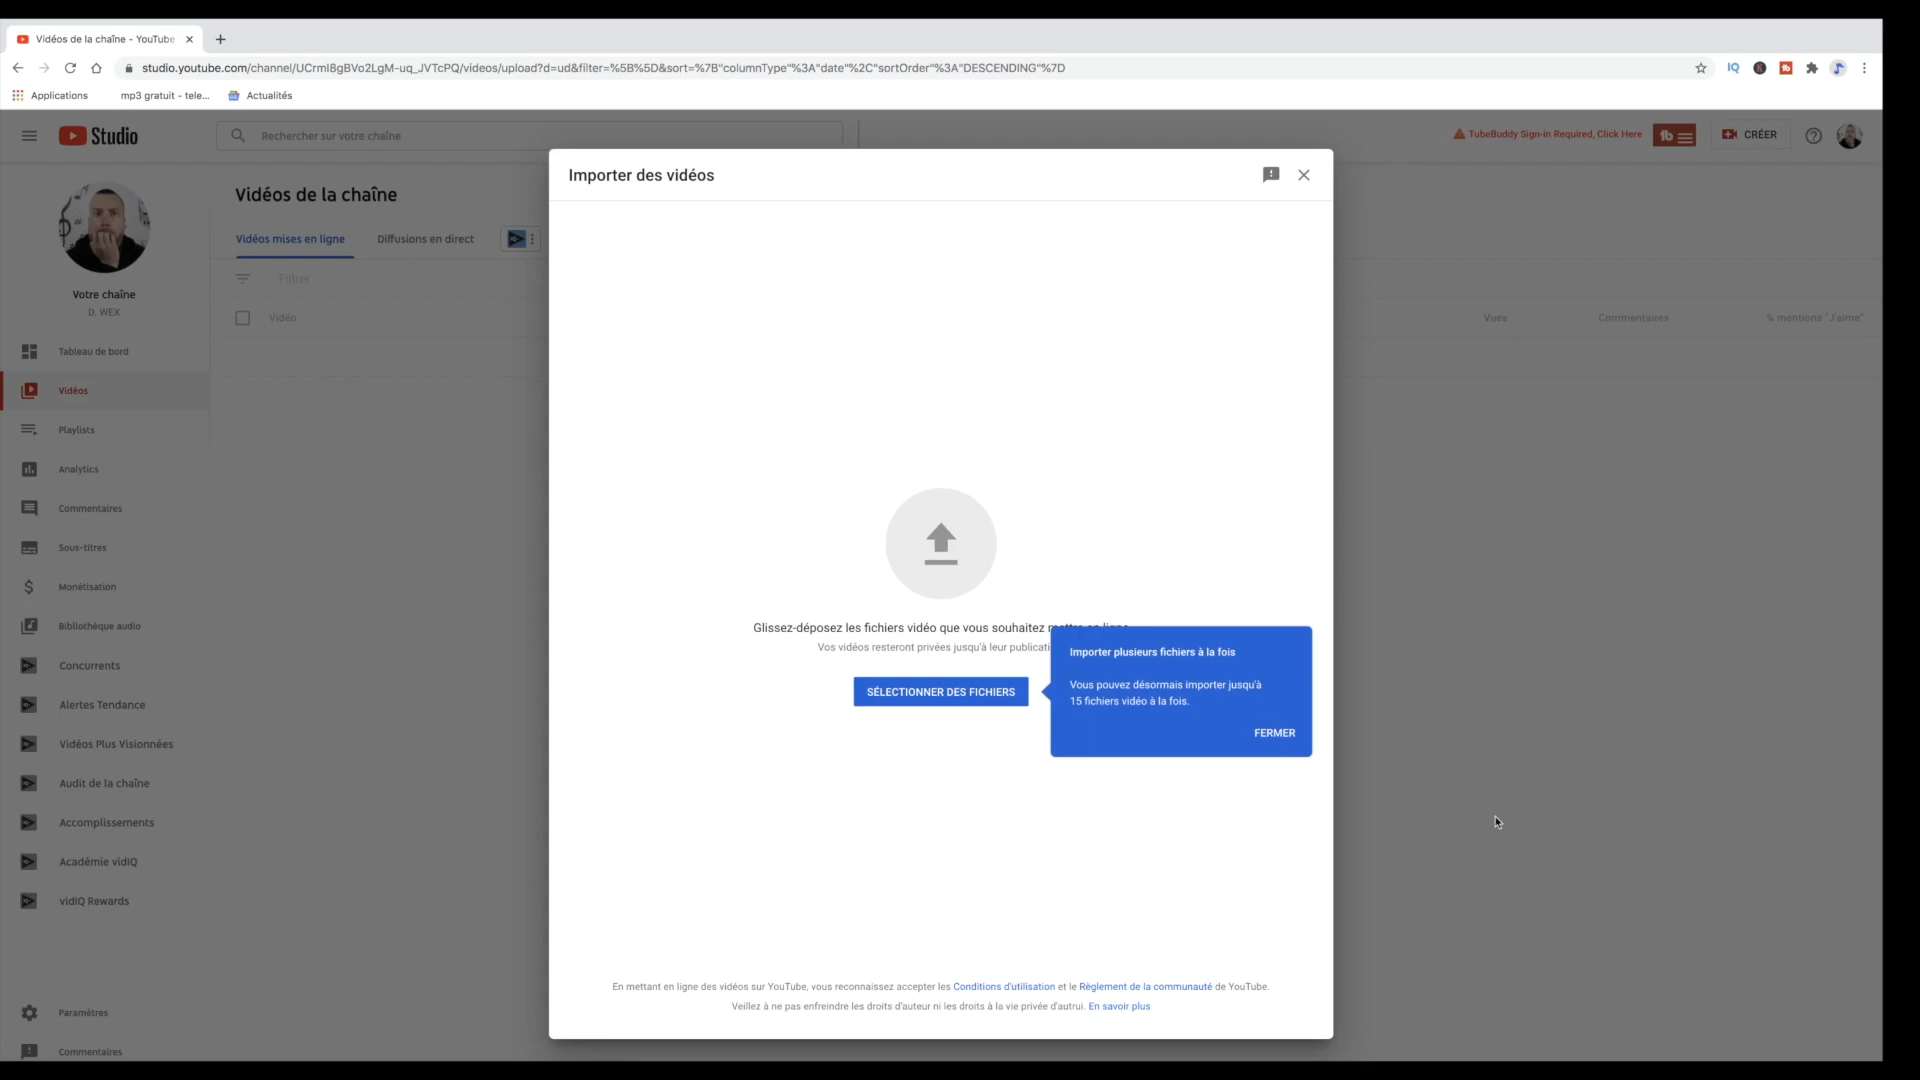 Vidéos de la chaîne - YouTube
studio.youtube.com/channel/UCrmI8gBVo2LgM-uq_JVTcPQ/videos/upload?d=ud&filter=%5B%5D&sort=%7B"columnType"%3A"date"%2C"sortOrder"%3A"DESCENDING"%7D
IQ
Applications
mp3 gratuit - tele...
Actualités
Studio
Rechercher sur votre chaîne
TubeBuddy Sign-in Required, Click Here
tb
CRÉER
Importer des vidéos
Vidéos de la chaîne
Vidéos mises en ligne
Diffusions en direct
Filtrer
Vidéo
Vues
Commentaires
% mentions "J'aime"
Votre chaîne
D. WEX
Tableau de bord
Vidéos
Playlists
Analytics
Commentaires
Sous-titres
Monétisation
Bibliothèque audio
Concurrents
Alertes Tendance
Vidéos Plus Visionnées
Audit de la chaîne
Accomplissements
Académie vidIQ
vidIQ Rewards
Paramètres
Commentaires
Glissez-déposez les fichiers vidéo que vous souhaitez mettre en ligne
Vos vidéos resteront privées jusqu'à leur publicati
SÉLECTIONNER DES FICHIERS
Importer plusieurs fichiers à la fois
Vous pouvez désormais importer jusqu'à
15 fichiers vidéo à la fois.
FERMER
En mettant en ligne des vidéos sur YouTube, vous reconnaissez accepter les Conditions d'utilisation et le Règlement de la communauté de YouTube.
Veillez à ne pas enfreindre les droits d'auteur ni les droits à la vie privée d'autrui. En savoir plus